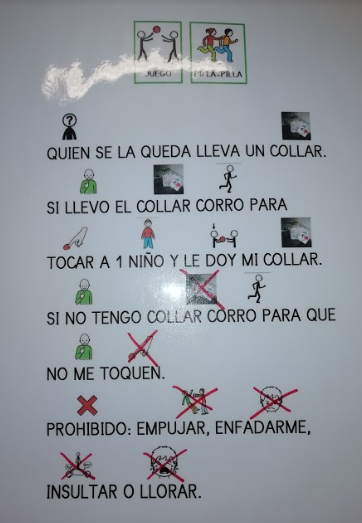 JUEGO PILLA-PILLA
QUIEN SE LA QUEDA LLEVA UN COLLAR.
SI LLEVO EL COLLAR CORRO PARA
TOCAR A 1 NIÑO Y LE DOY MI COLLAR.
SI NO TENGO COLLAR CORRO PARA QUE
NO ME TOQUEN.
PROHIBIDO: EMPUJAR, ENFADARME,
INSULTAR O LLORAR.